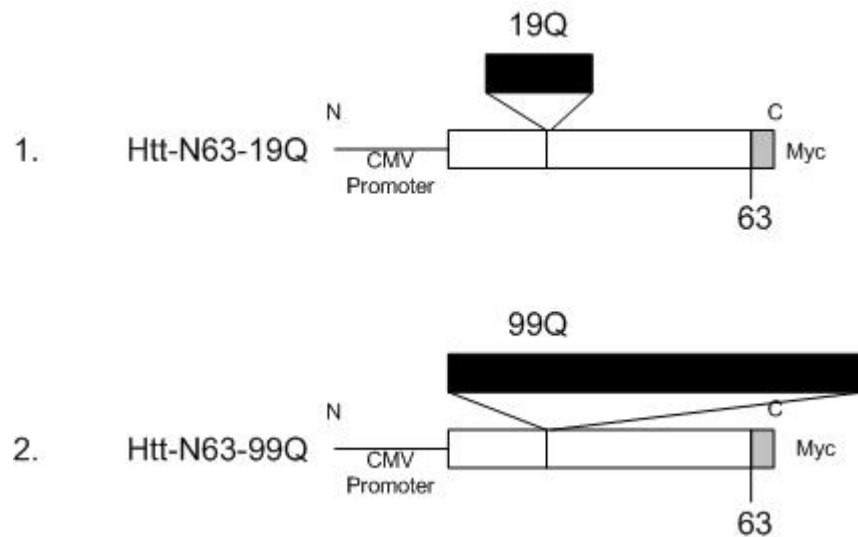 19Q
N
C
1. Htt-N63-19Q
CMV
Promoter
Myc
63
99Q
N
C
2. Htt-N63-99Q
CMV
Promoter
Myc
63